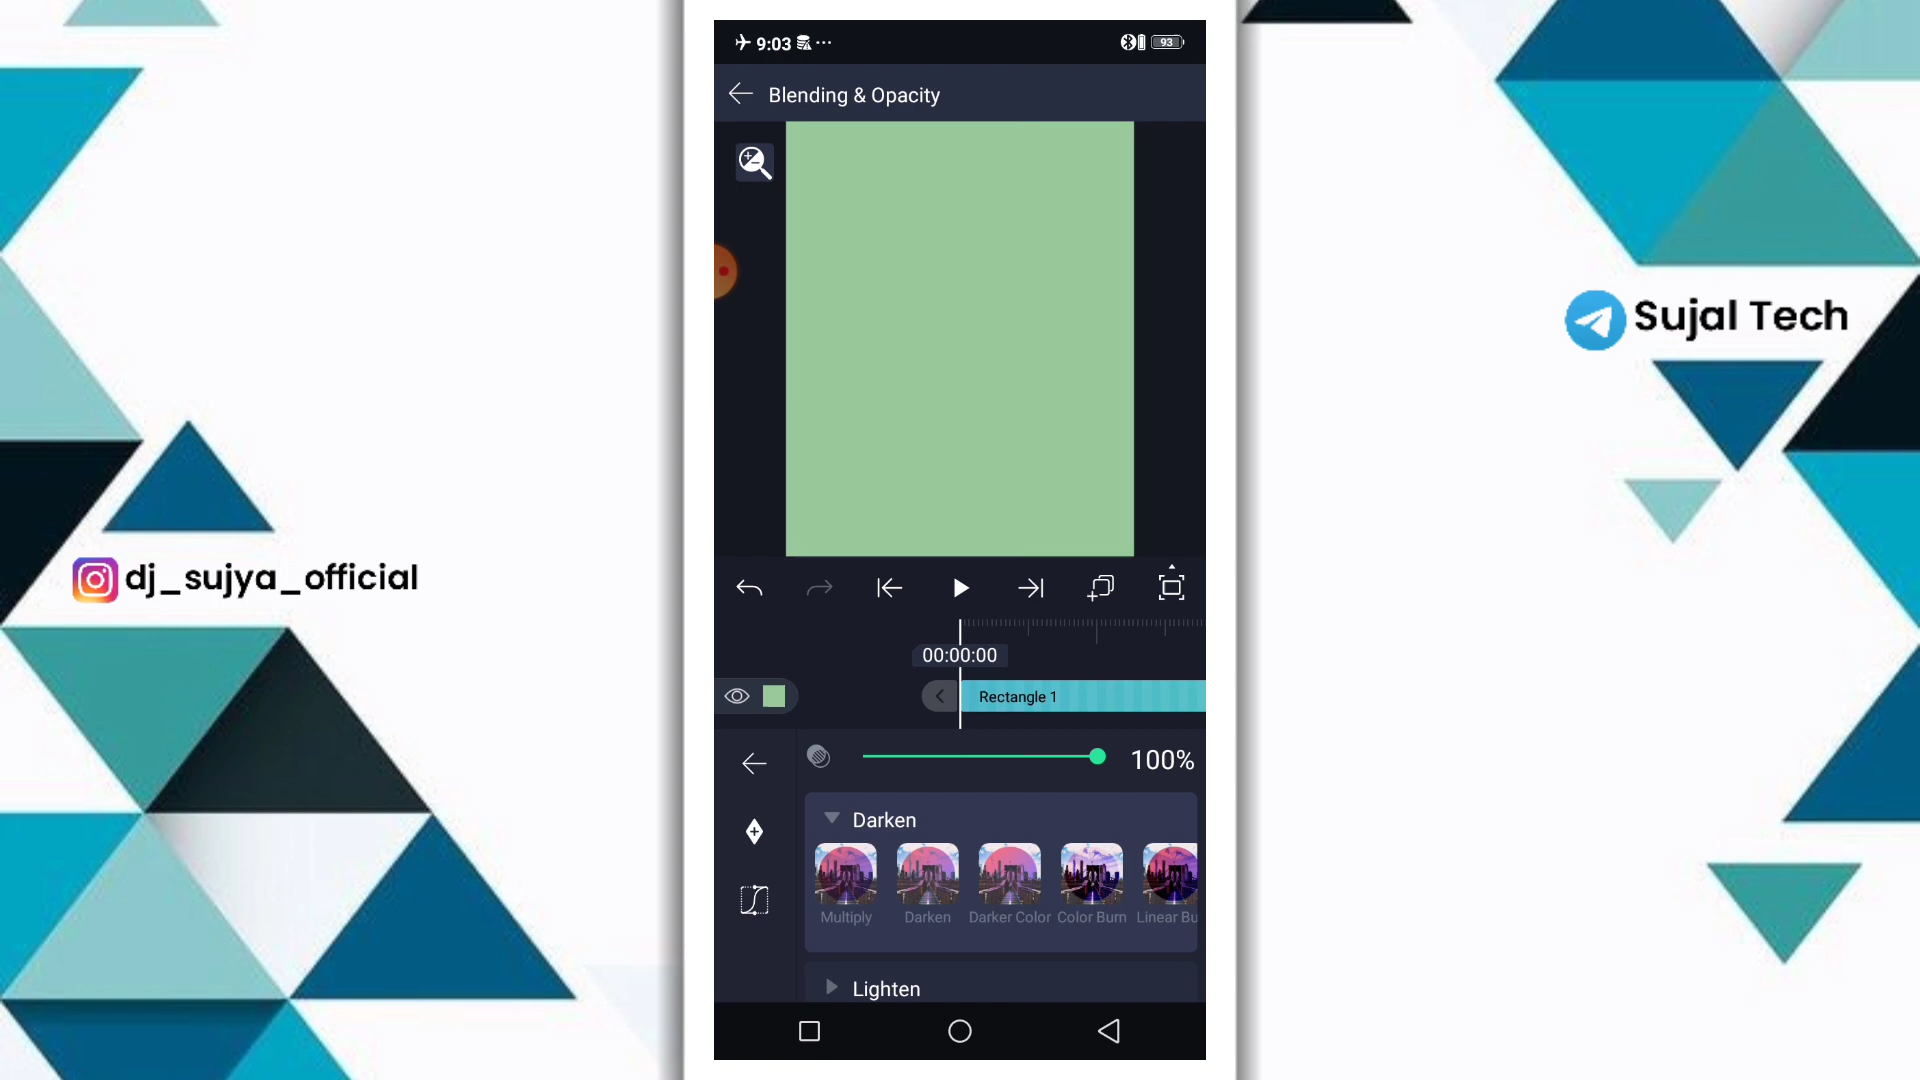 9:03
93
Blending & Opacity
Sujal Tech
dj_sujya_official
00:00:00
Rectangle 1
100%
Darken
Multiply Darken Darker Color Color Burn Linear Bu
Lighten